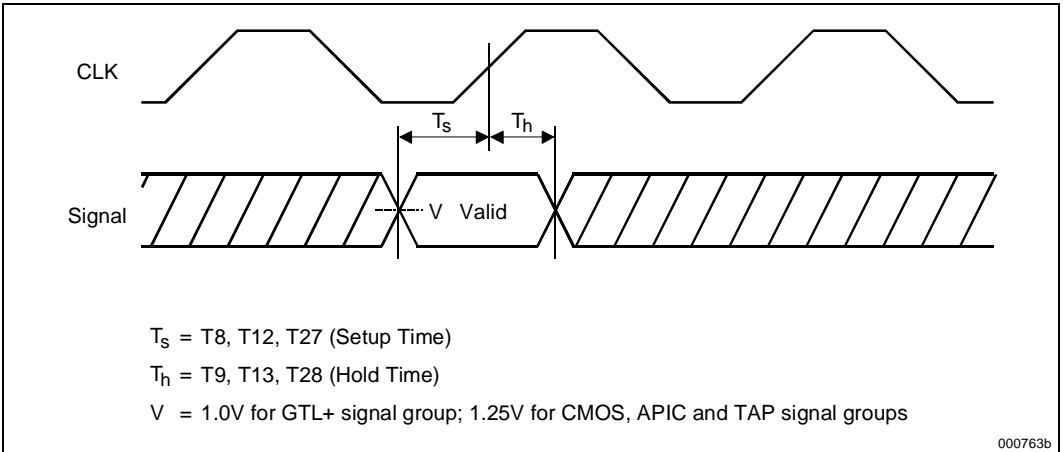 CLK
Ts Th
Signal
V Valid
Ts = T8, T12, T27 (Setup Time)
Th = T9, T13, T28 (Hold Time)
V = 1.0V for GTL+ signal group; 1.25V for CMOS, APIC and TAP signal groups
000763b